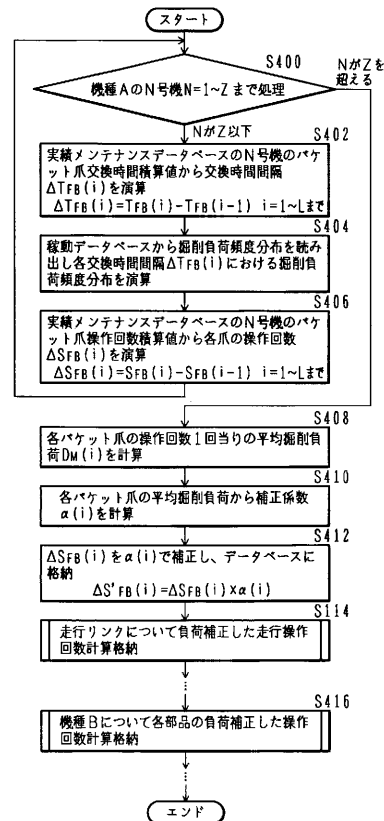 スタート
S400
NがZを
超える
機種AのN号機N=1~Zまで処理
NがZ以下
S402
実績メンテナンスデータベースのN号機のバケッ
ト爪交換時間積算値から交換時間間隔
ΔTFB(i)を演算
ΔTFB(i)=TFB(i)-TFB(i-1) i=1~Lまで
S404
稼動データベースから掘削負荷頻度分布を読み
出し各交換時間間隔ΔTFB(i)における掘削負
荷頻度分布を演算
S406
実績メンテナンスデータベースのN号機のバケッ
ト爪操作回数積算値から各爪の操作回数
ΔSFB(i)を演算
ΔSFB(i)=SFB(i)-SFB(i-1) i=1~Lまで
S408
各バケット爪の操作回数1回当りの平均掘削負
荷DM(i)を計算
S410
各バケット爪の平均掘削負荷から補正係数
α(i)を計算
S412
ΔSFB(i)をα(i)で補正し、データベースに
格納
ΔS'FB(i)=ΔSFB(i)×α(i)
S114
走行リンクについて負荷補正した走行操作
回数計算格納
S416
機種Bについて各部品の負荷補正した操作
回数計算格納
エンド